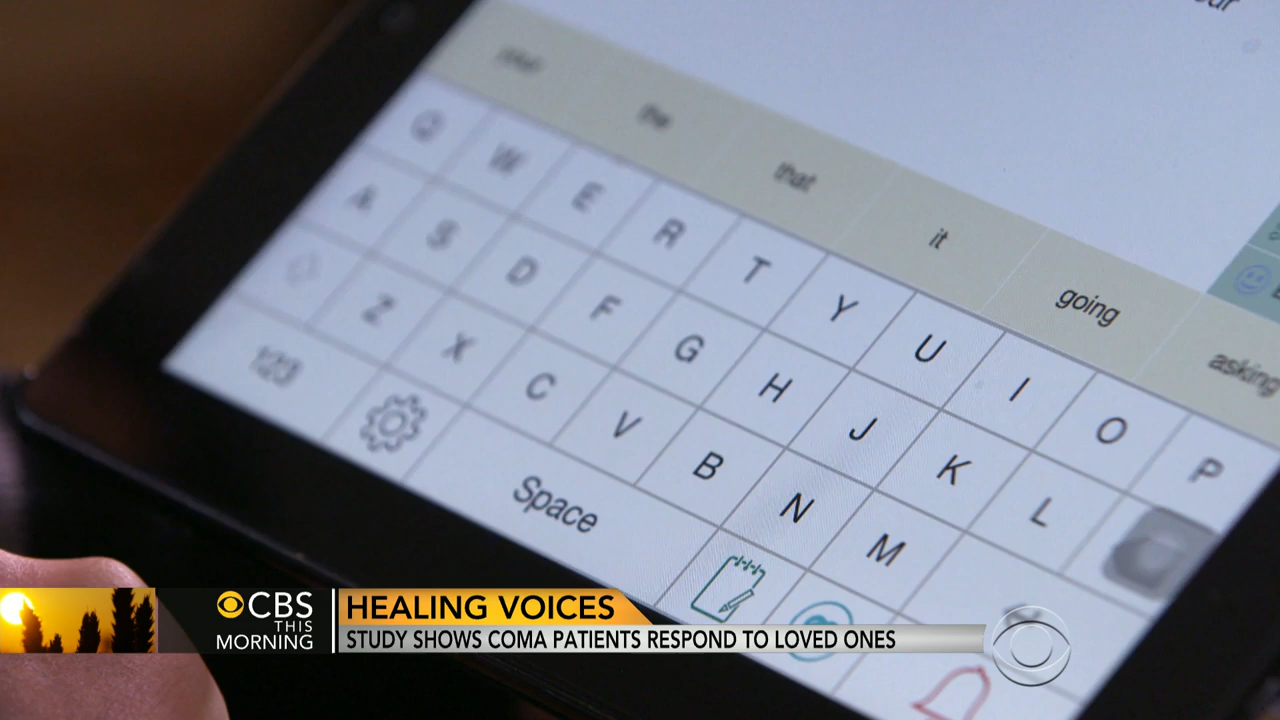 the
that
it
going
asking
Q W E R T Y U I O P
A S D F G H J K L
Z X C V B N M
123
Space
CBS
THIS
MORNING
HEALING VOICES
STUDY SHOWS COMA PATIENTS RESPOND TO LOVED ONES